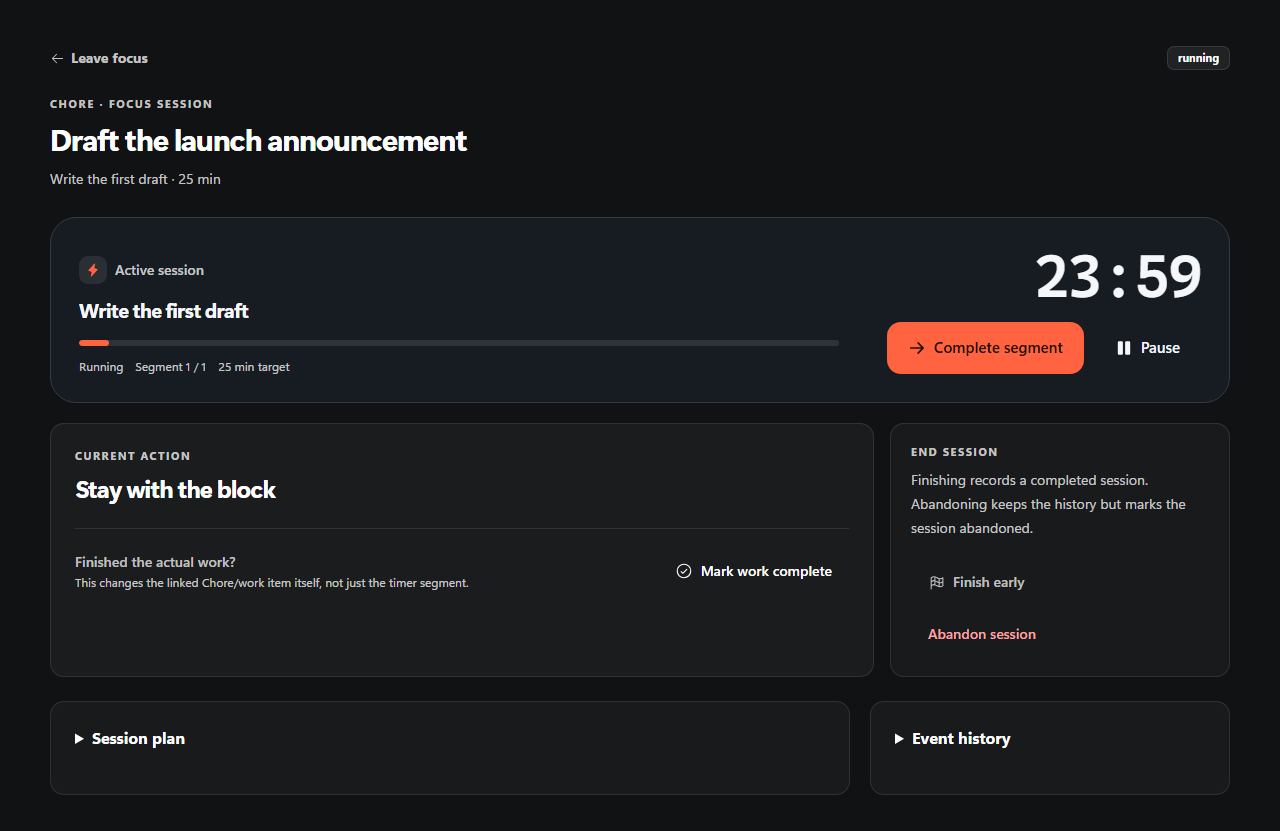 Leave focus
running
CHORE · FOCUS SESSION
Draft the launch announcement
Write the first draft · 25 min
Active session
23:59
Write the first draft
Complete segment
Pause
Running Segment 1 / 1 25 min target
CURRENT ACTION
Stay with the block
Finished the actual work?
This changes the linked Chore/work item itself, not just the timer segment.
Mark work complete
END SESSION
Finishing records a completed session.
Abandoning keeps the history but marks the
session abandoned.
Finish early
Abandon session
Session plan
Event history